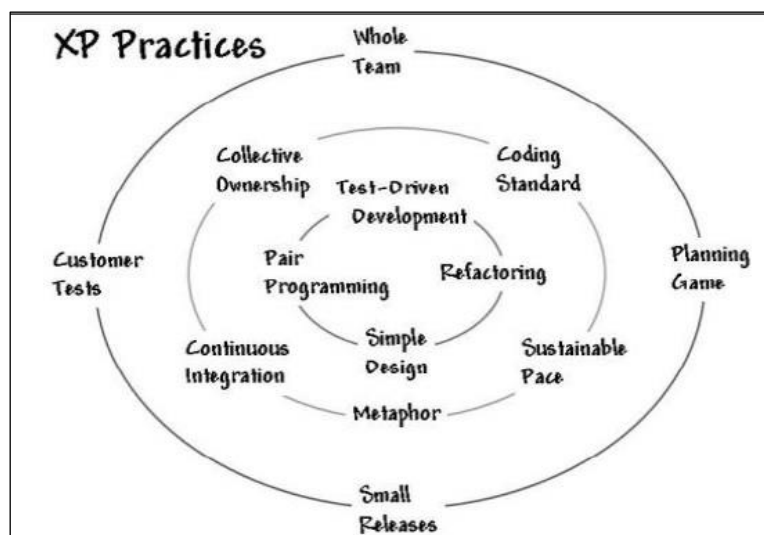 XP Practices
Whole
Team
Collective
Ownership
Coding
Standard
Test-Driven
Development
Customer
Tests
Pair
Programming
Refactoring
Planning
Game
Continuous
Integration
Simple
Design
Sustainable
Pace
Metaphor
Small
Releases